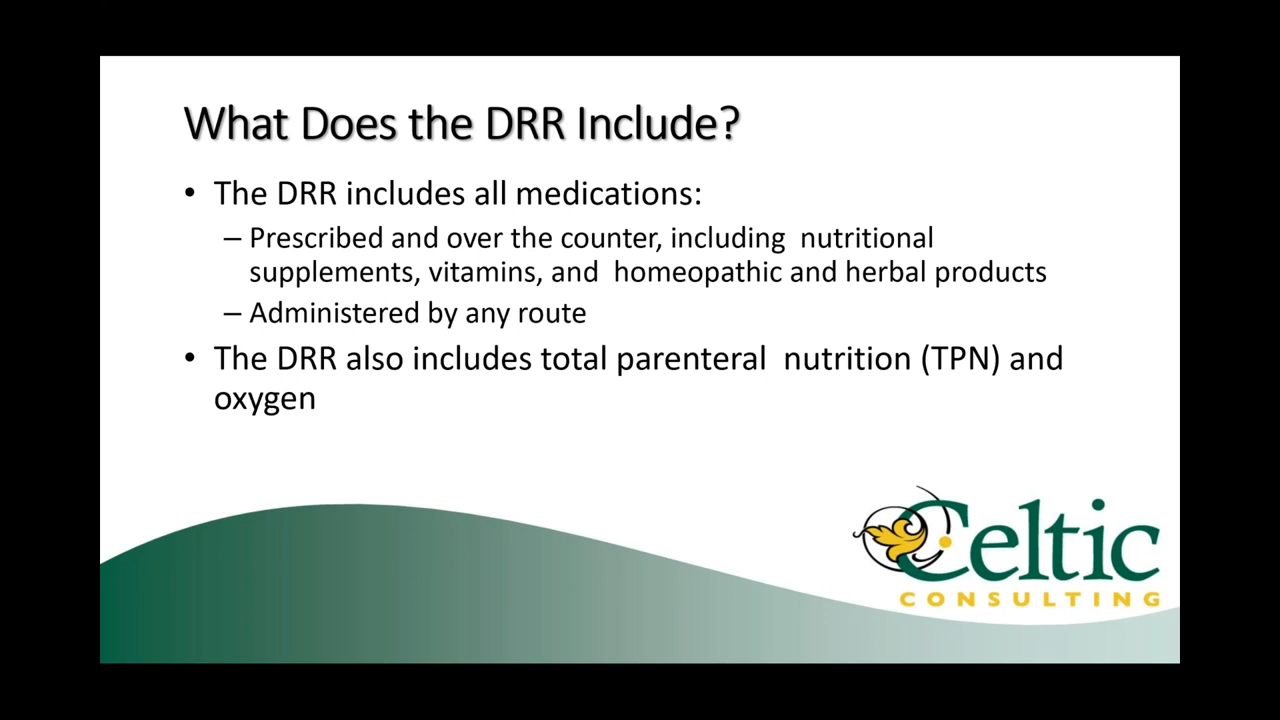 What Does the DRR Include?
• The DRR includes all medications:
– Prescribed and over the counter, including  nutritional
supplements, vitamins, and  homeopathic and herbal products
– Administered by any route
• The DRR also includes total parenteral  nutrition (TPN) and
oxygen
Celtic
CONSULTING